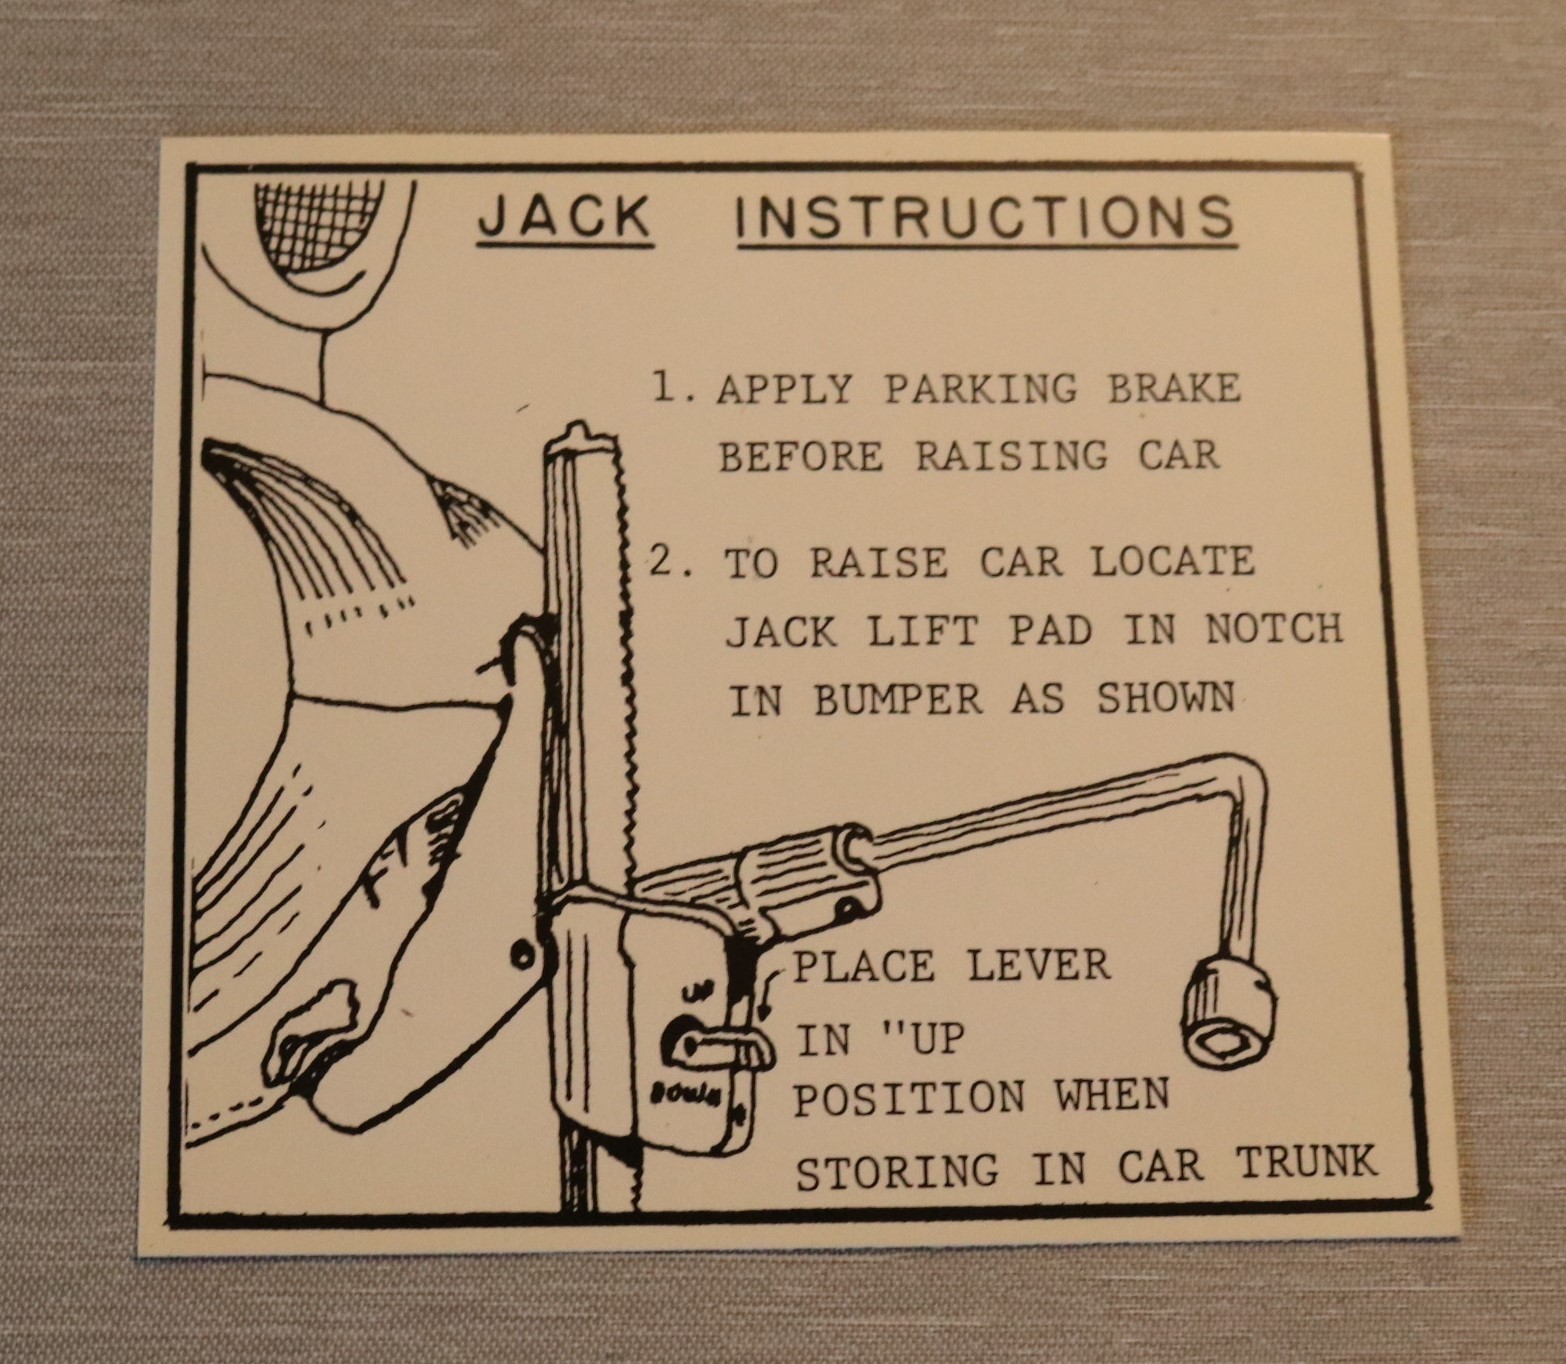 JACK INSTRUCTIONS
1. APPLY PARKING BRAKE
BEFORE RAISING CAR
2. TO RAISE CAR LOCATE
JACK LIFT PAD IN NOTCH
IN BUMPER AS SHOWN
PLACE LEVER
IN "UP
POSITION WHEN
STORING IN CAR TRUNK
UP
DOWN